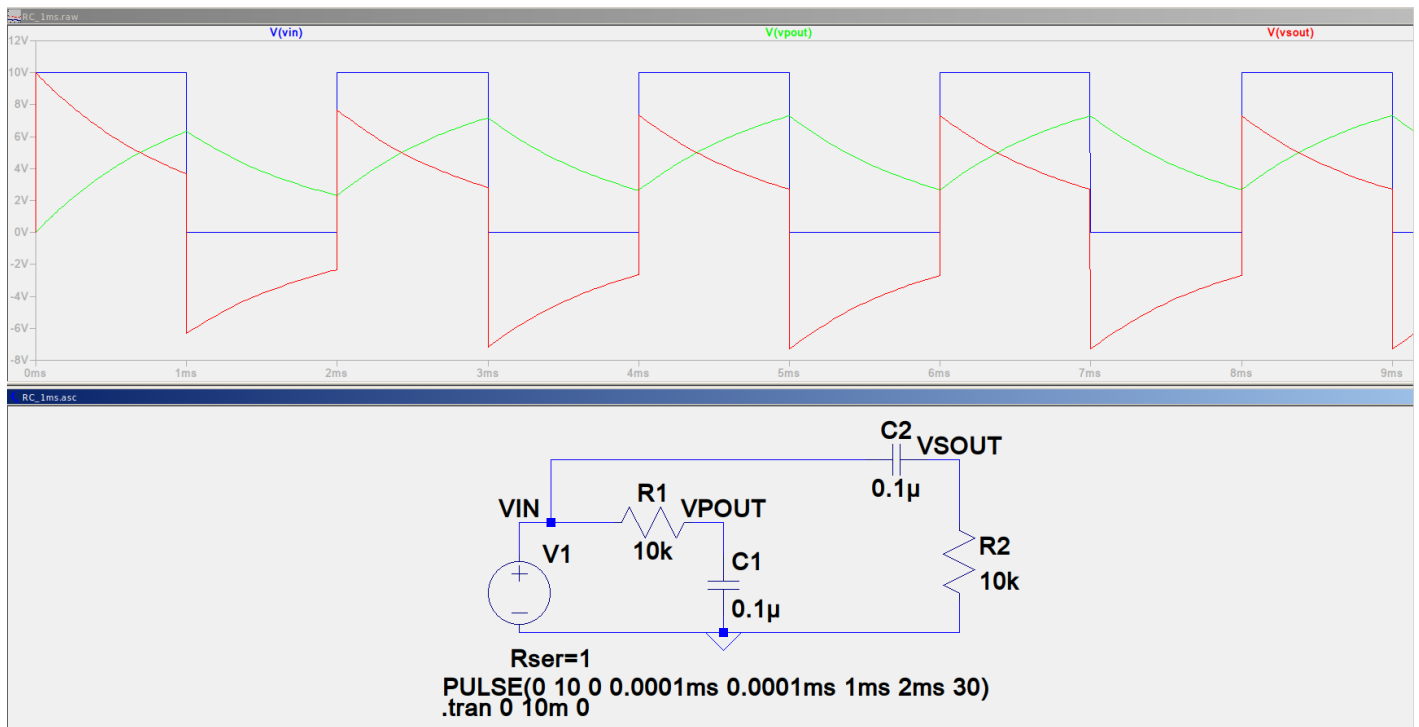 RC_1ms.raw
V(vin) V(vpout) V(vsout)
12V
10V
8V
6V
4V
2V
0V
-2V
-4V
-6V
-8V
0ms 1ms 2ms 3ms 4ms 5ms 6ms 7ms 8ms 9ms
RC_1ms.asc
C2 VSOUT
0.1µ
VIN R1 VPOUT
10k
V1 C1 R2
0.1µ 10k
Rser=1
PULSE(0 10 0 0.0001ms 0.0001ms 1ms 2ms 30)
.tran 0 10m 0